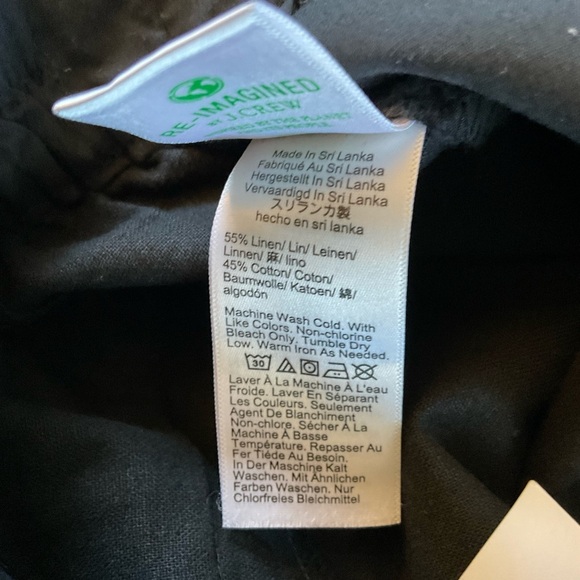 RE-IMAGINED
BY J.CREW
Made In Sri Lanka
Fabriqué Au Sri Lanka
Hergestellt In Sri Lanka
Vervaardigd In Sri Lanka
スリランカ製
hecho en sri lanka
55% Linen/ Lin/ Leinen/
Linnen/ 麻/ lino
45% Cotton/ Coton/
Baumwolle/ Katoen/ 綿/
algodón
Machine Wash Cold. With
Like Colors. Non-chlorine
Bleach Only. Tumble Dry
Low. Warm Iron As Needed.
30
Laver À La Machine À L'eau
Froide. Laver En Séparant
Les Couleurs. Seulement
Agent De Blanchiment
Non-chlore. Sécher À La
Machine À Basse
Température. Repasser Au
Fer Tiéde Au Besoin.
In Der Maschine Kalt
Waschen. Mit Ähnlichen
Farben Waschen. Nur
Chlorfreies Bleichmittel